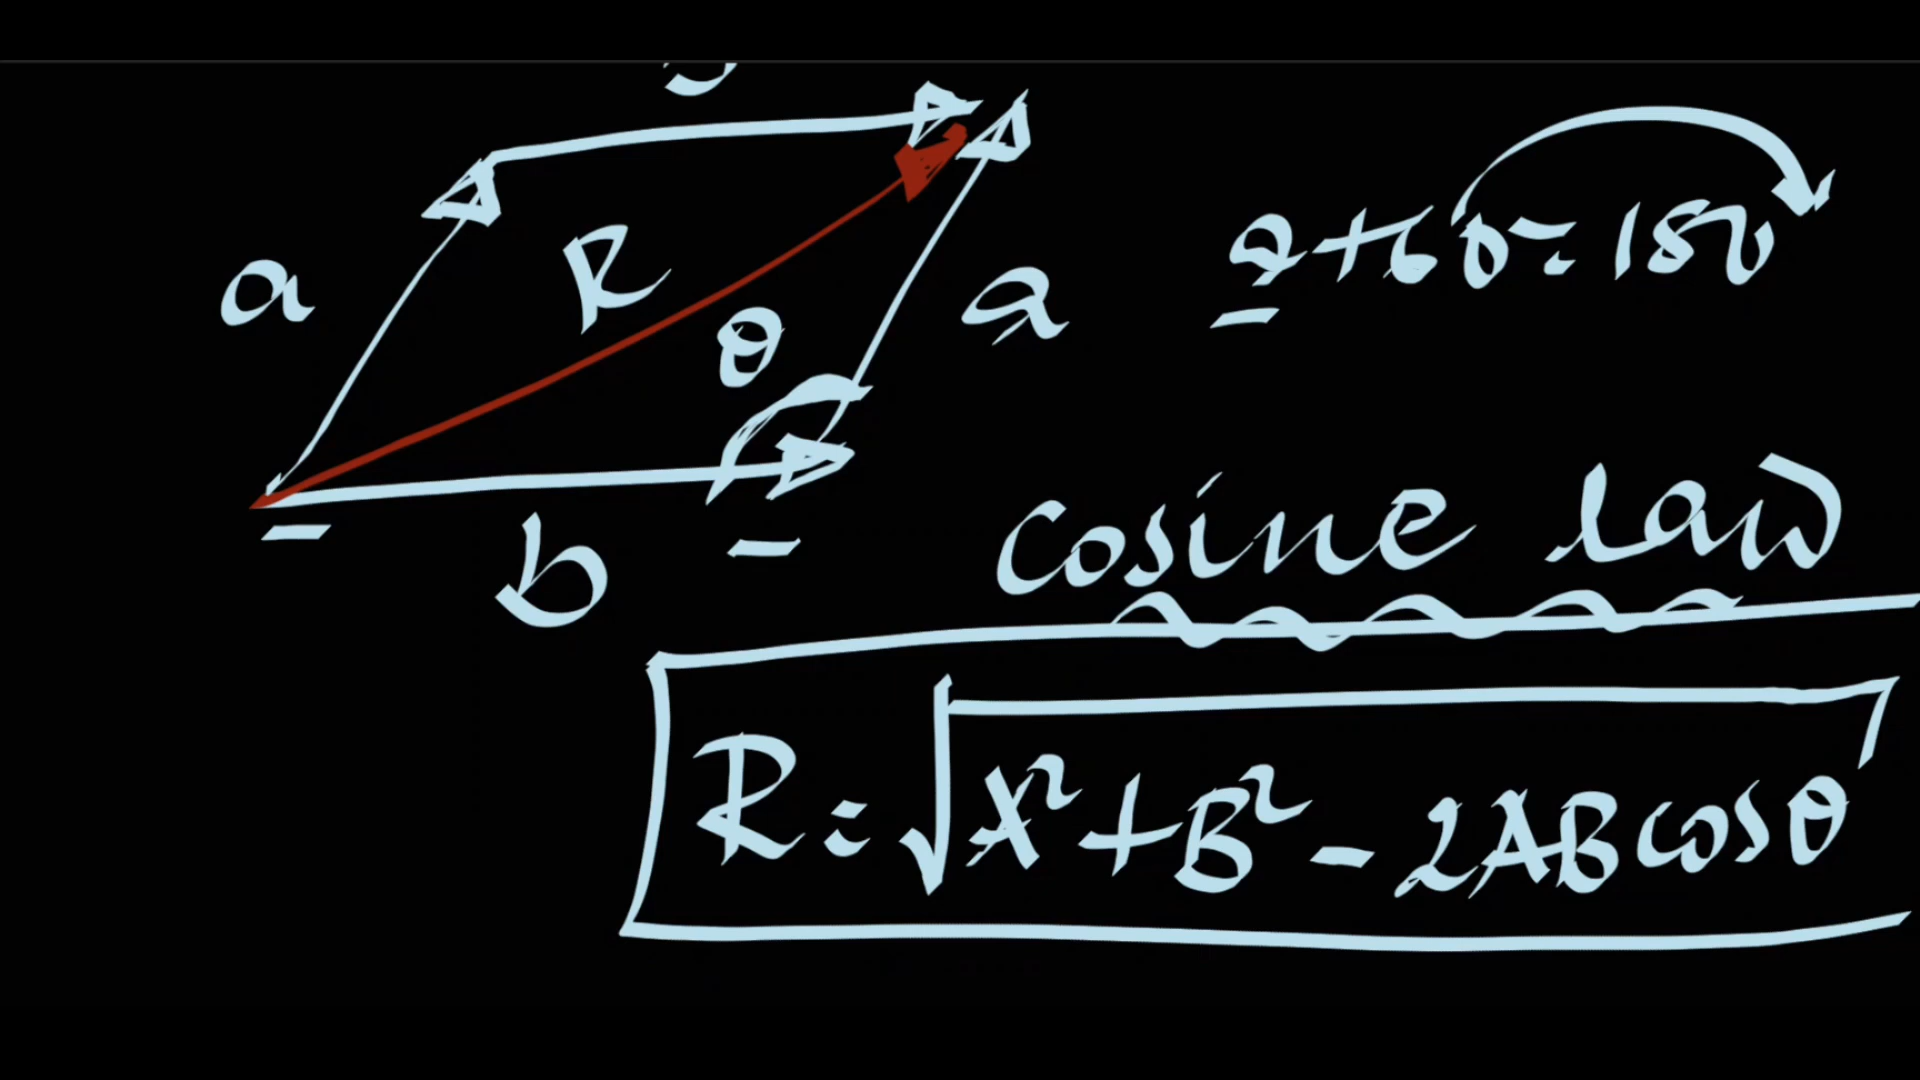 a
R
θ
a
θ+60=180
b
cosine law
R=√A²+B²-2ABcosθ